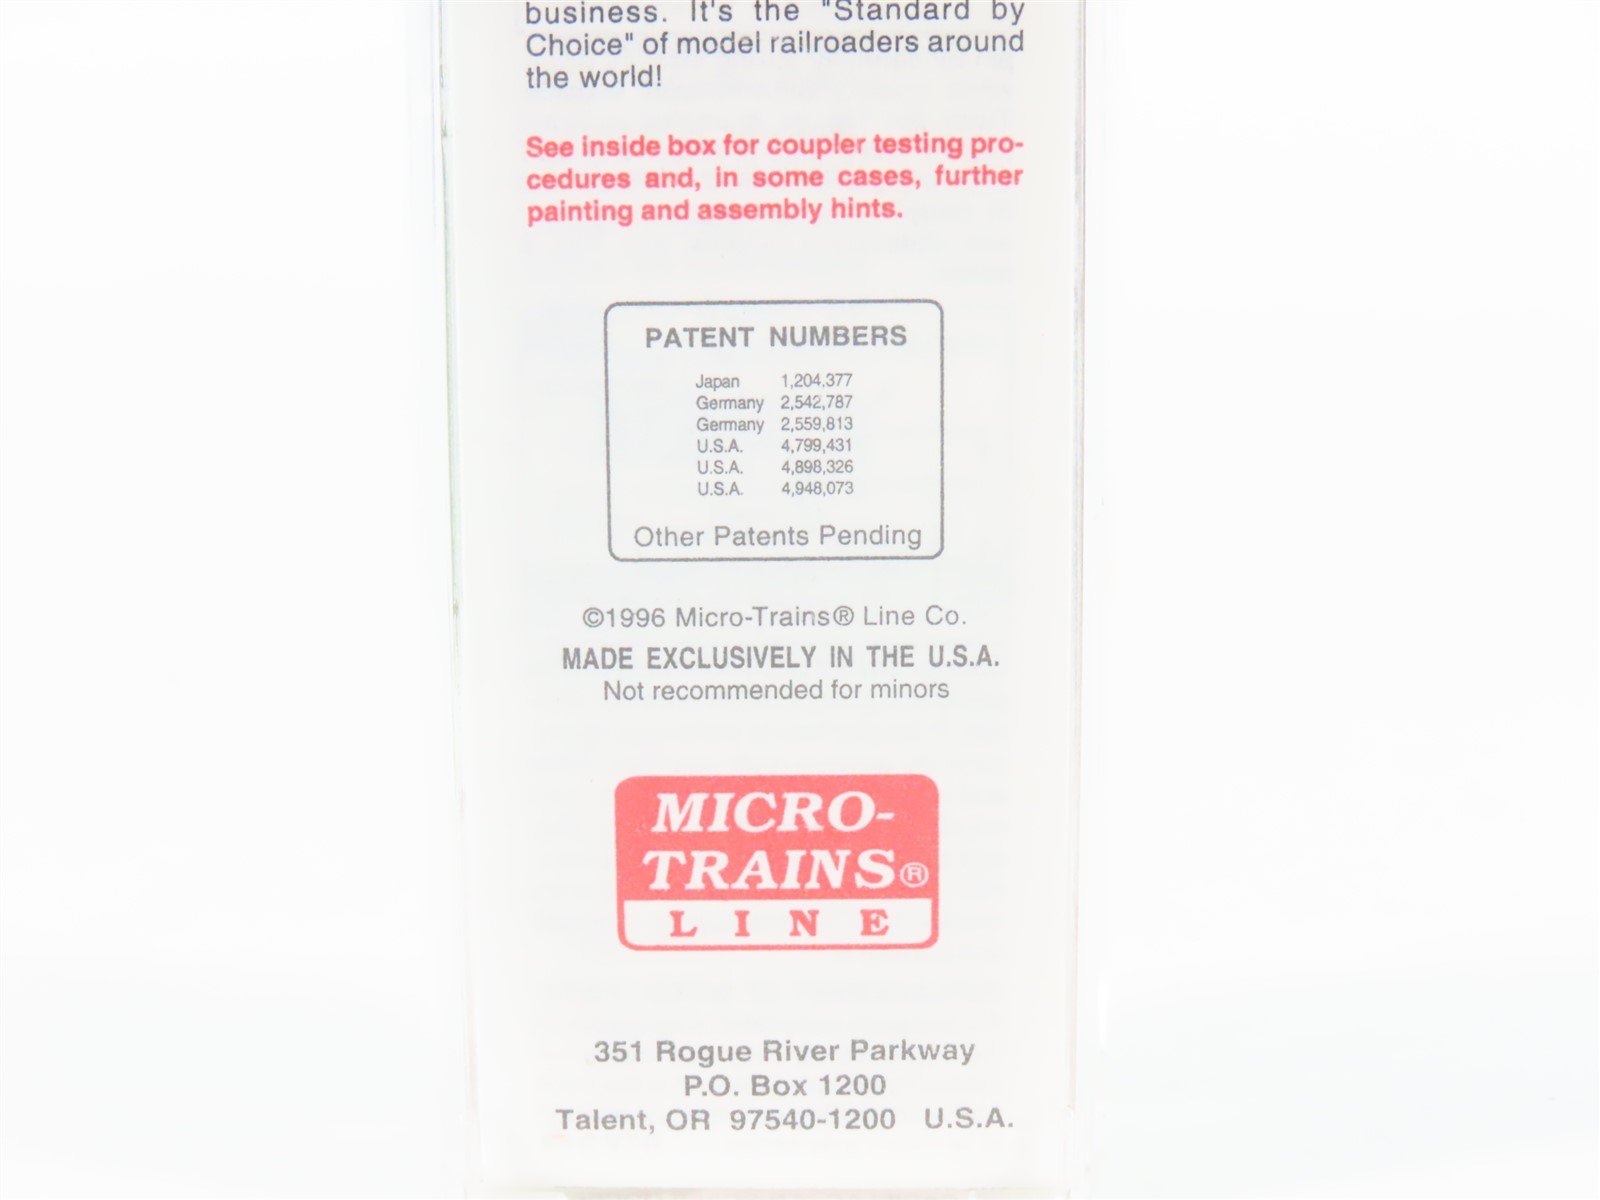 business. It's the "Standard by
Choice" of model railroaders around
the world!
See inside box for coupler testing pro-
cedures and, in some cases, further
painting and assembly hints.
PATENT NUMBERS
Japan 1,204,377
Germany 2,542,787
Germany 2,559,813
U.S.A. 4,799,431
U.S.A. 4,898,326
U.S.A. 4,948,073
Other Patents Pending
©1996 Micro-Trains® Line Co.
MADE EXCLUSIVELY IN THE U.S.A.
Not recommended for minors
MICRO-
TRAINS®
LINE
351 Rogue River Parkway
P.O. Box 1200
Talent, OR 97540-1200 U.S.A.